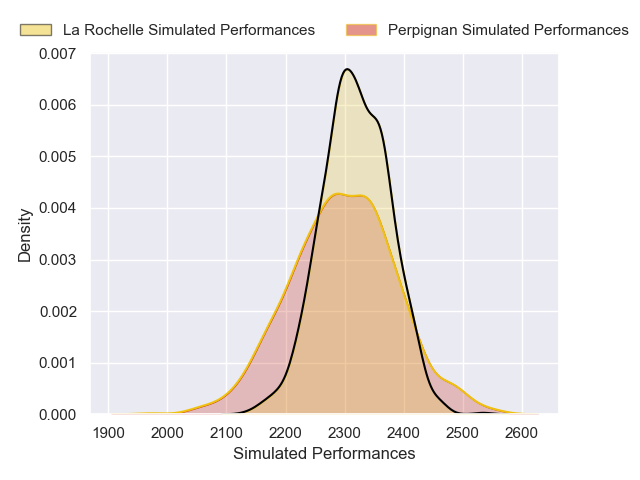 La Rochelle Simulated Performances Perpignan Simulated Performances
0.007
0.006
0.005
0.004
0.003
0.002
0.001
0.000
Density
1900 2000 2100 2200 2300 2400 2500 2600
Simulated Performances